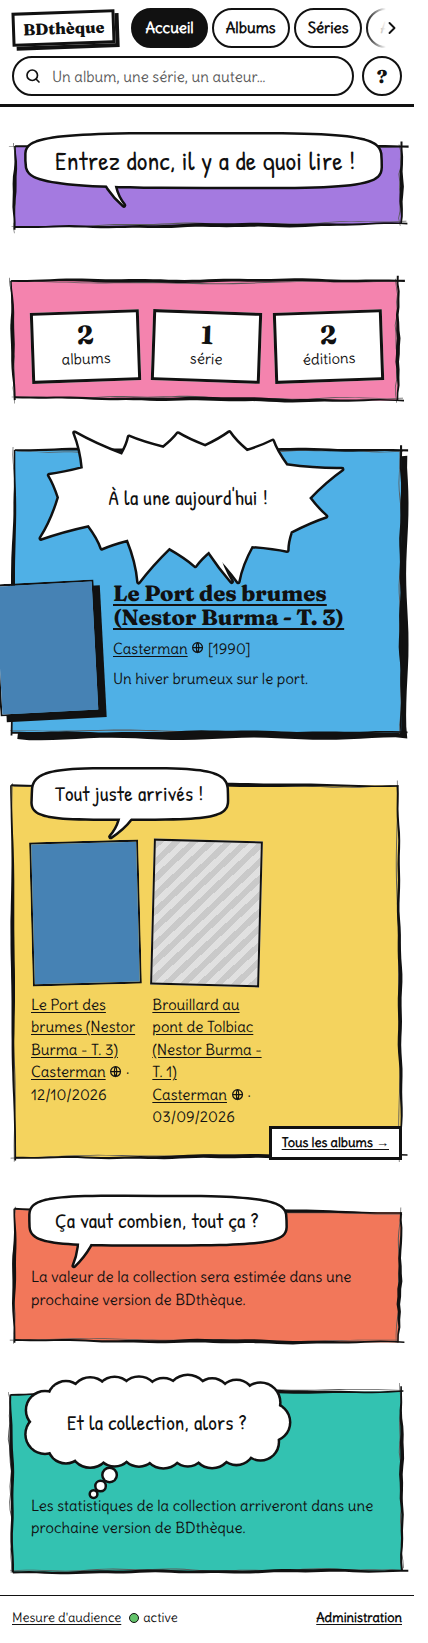 BDthèque
Accueil
Albums
Séries
Un album, une série, un auteur...
?
Entrez donc, il y a de quoi lire !
2
albums
1
série
2
éditions
À la une aujourd'hui !
Le Port des brumes
(Nestor Burma - T. 3)
Casterman [1990]
Un hiver brumeux sur le port.
Tout juste arrivés !
Le Port des
brumes (Nestor
Burma - T. 3)
Casterman ·
12/10/2026
Brouillard au
pont de Tolbiac
(Nestor Burma -
T. 1)
Casterman ·
03/09/2026
Tous les albums →
Ça vaut combien, tout ça ?
La valeur de la collection sera estimée dans une
prochaine version de BDthèque.
Et la collection, alors ?
Les statistiques de la collection arriveront dans une
prochaine version de BDthèque.
Mesure d'audience active
Administration